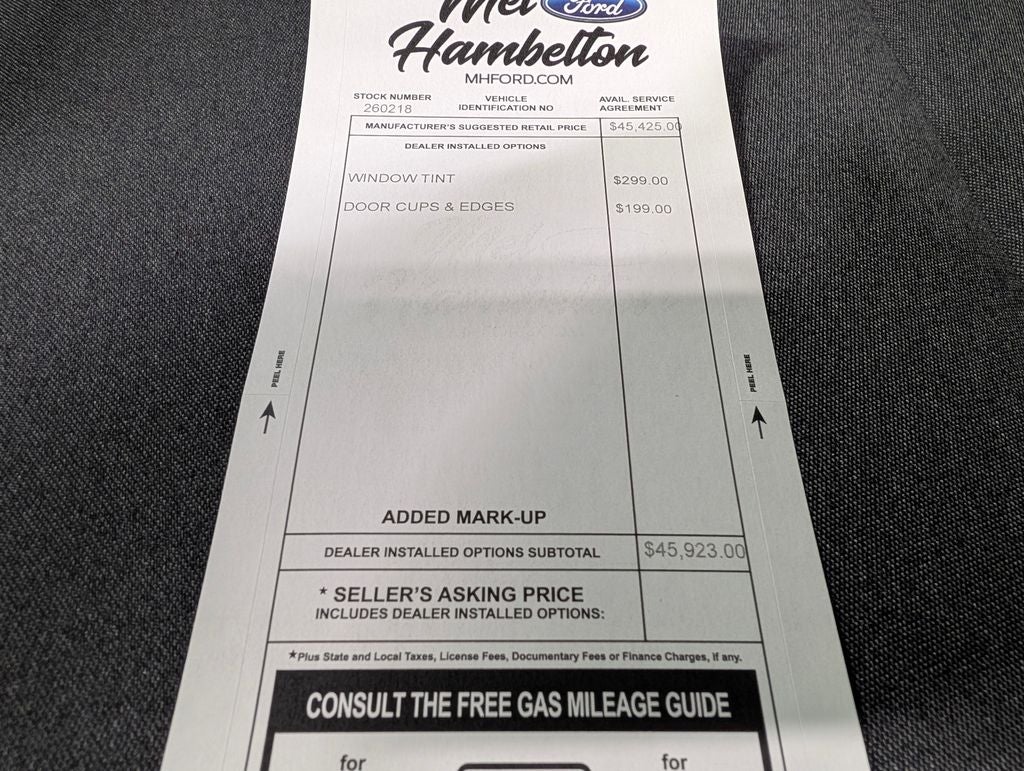 Mel Ford
Hambelton
MHFORD.COM
STOCK NUMBER
260218
VEHICLE
IDENTIFICATION NO
AVAIL. SERVICE
AGREEMENT
MANUFACTURER'S SUGGESTED RETAIL PRICE $45,425.00
DEALER INSTALLED OPTIONS
WINDOW TINT $299.00
DOOR CUPS & EDGES $199.00
PEEL HERE
PEEL HERE
ADDED MARK-UP
DEALER INSTALLED OPTIONS SUBTOTAL $45,923.00
* SELLER'S ASKING PRICE
INCLUDES DEALER INSTALLED OPTIONS:
*Plus State and Local Taxes, License Fees, Documentary Fees or Finance Charges, if any.
CONSULT THE FREE GAS MILEAGE GUIDE
for for